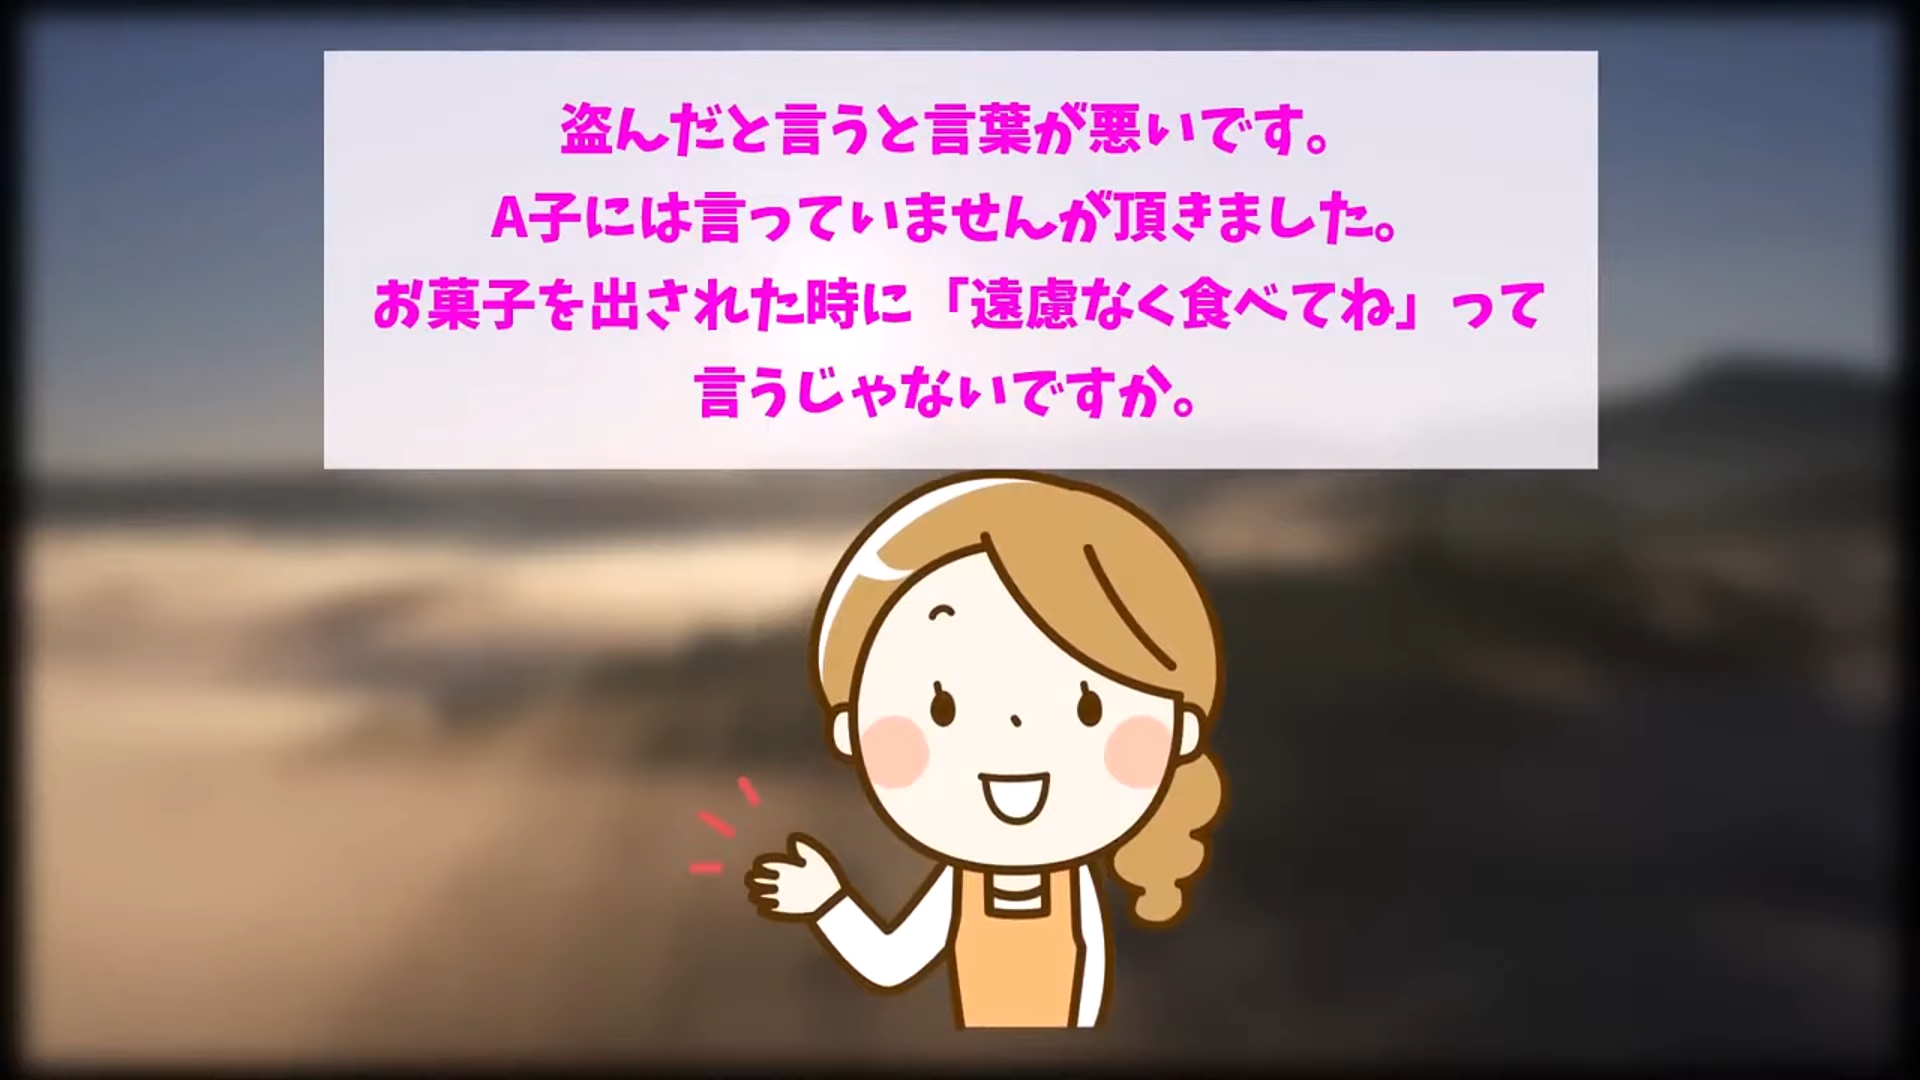 盗んだと言うと言葉が悪いです。
A子には言っていませんが頂きました。
お菓子を出された時に「遠慮なく食べてね」って
言うじゃないですか。